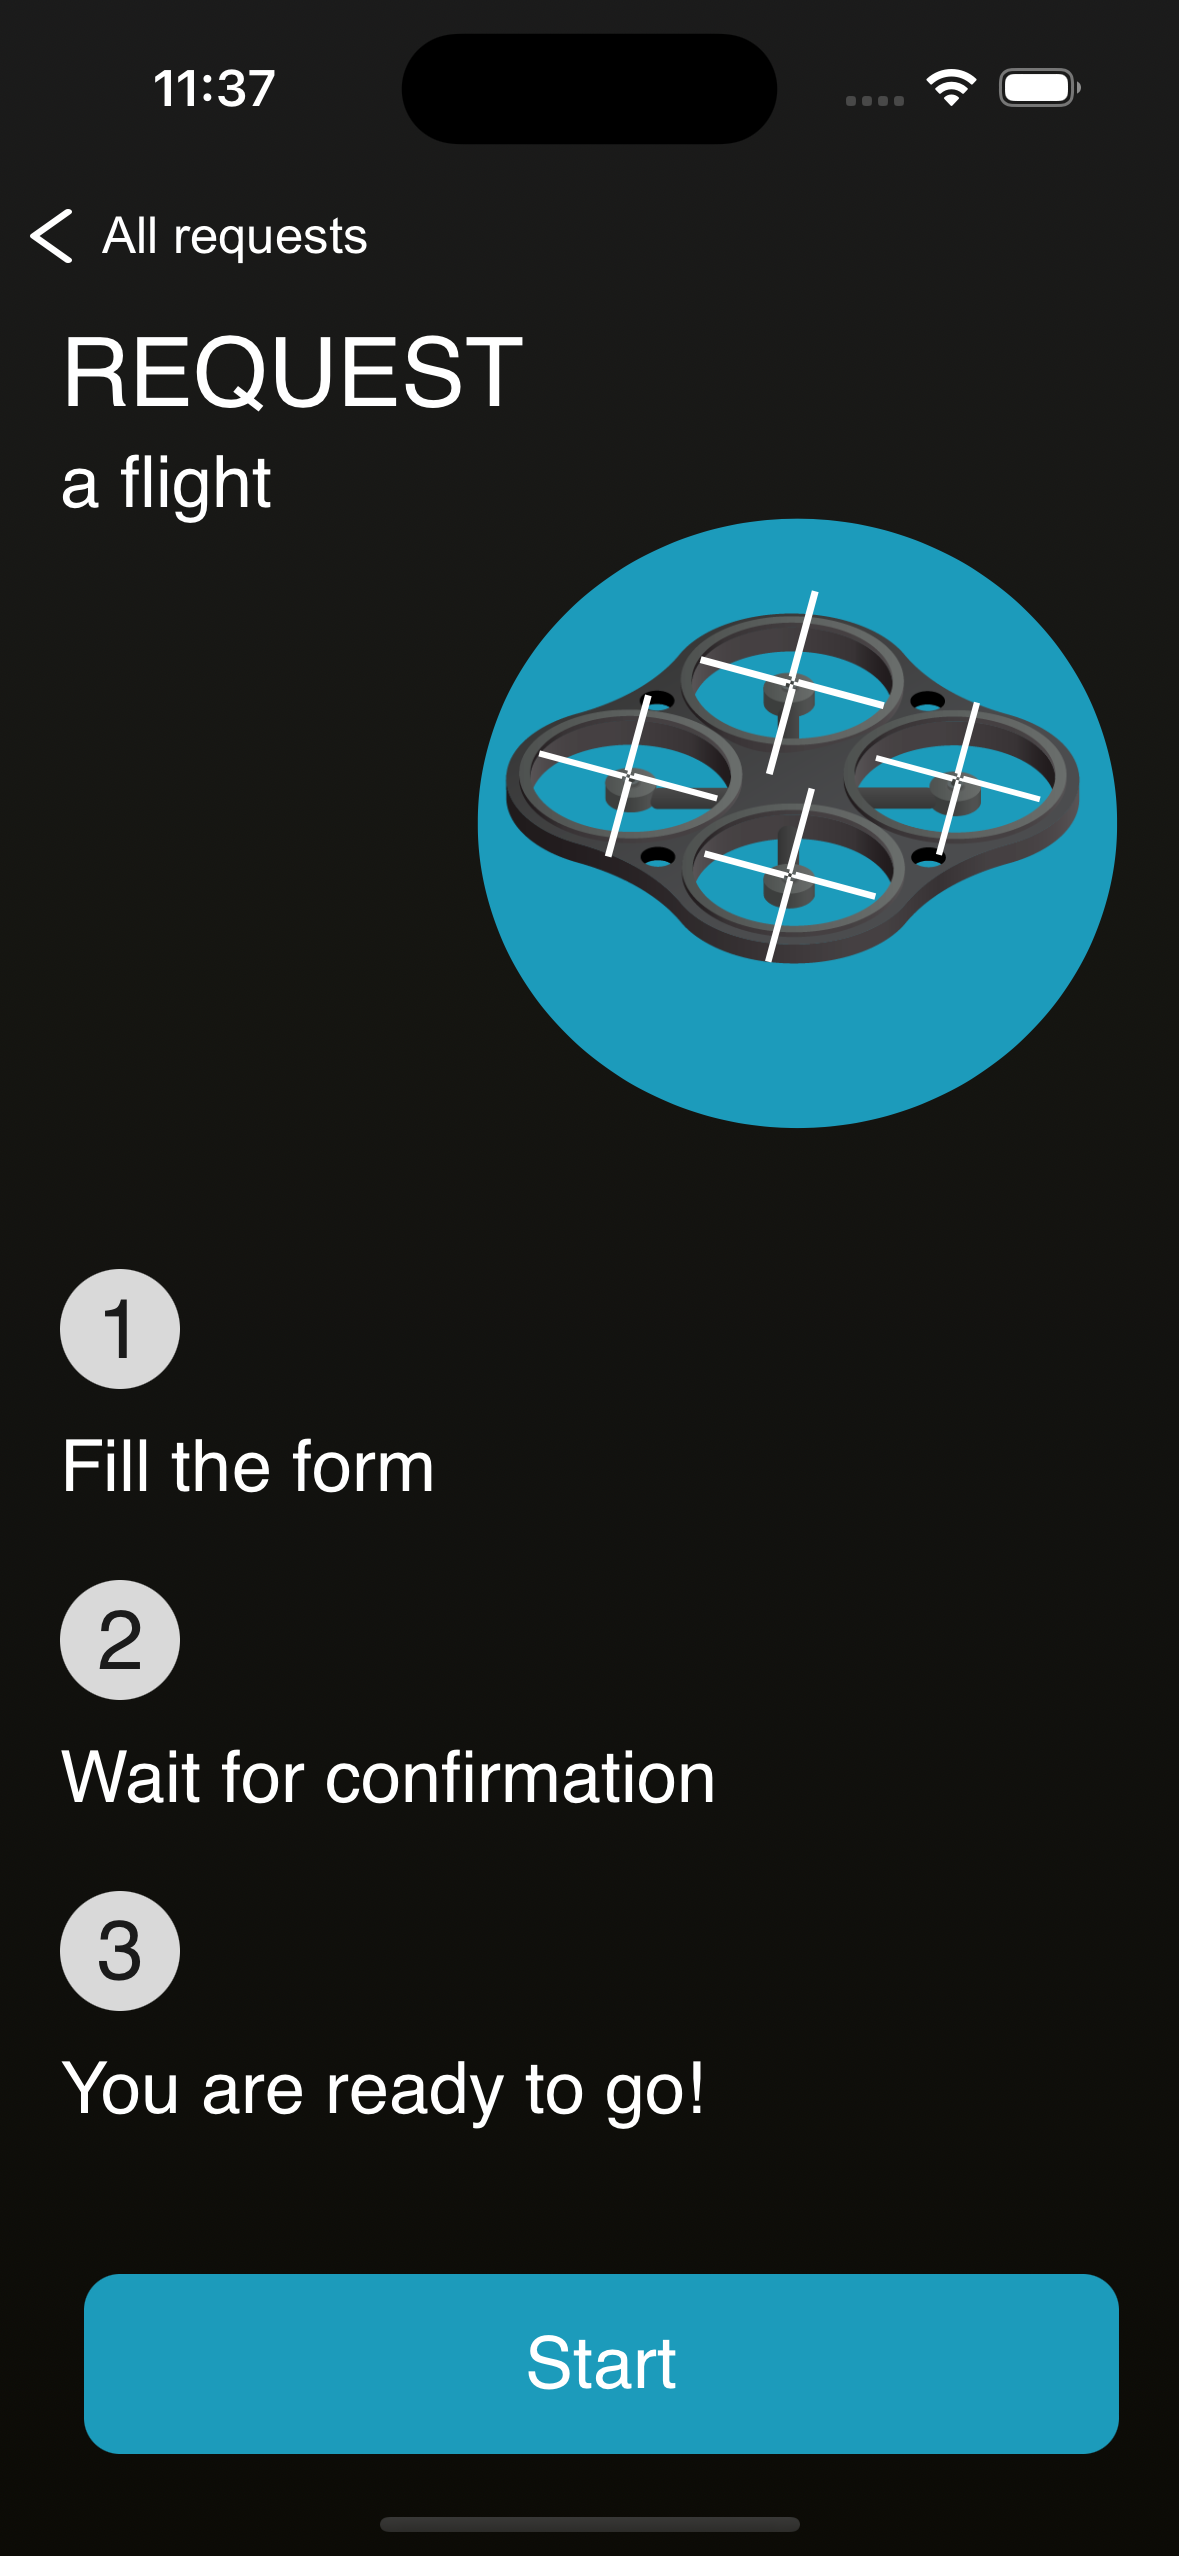 11:37
All requests
REQUEST
a flight
1
Fill the form
2
Wait for confirmation
3
You are ready to go!
Start